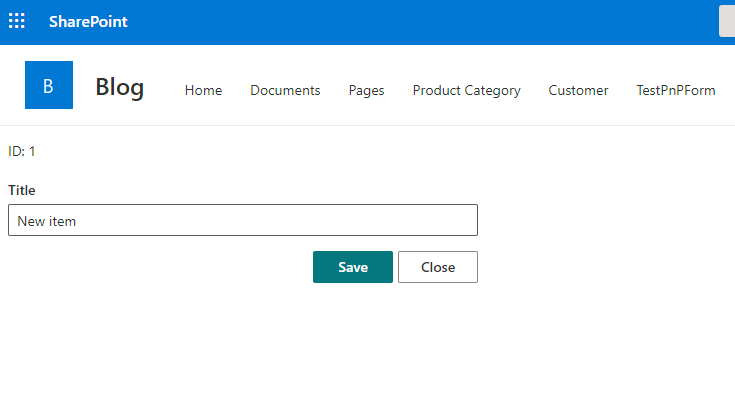 SharePoint
B Blog Home Documents Pages Product Category Customer TestPnPForm
ID: 1
Title
New item
Save Close